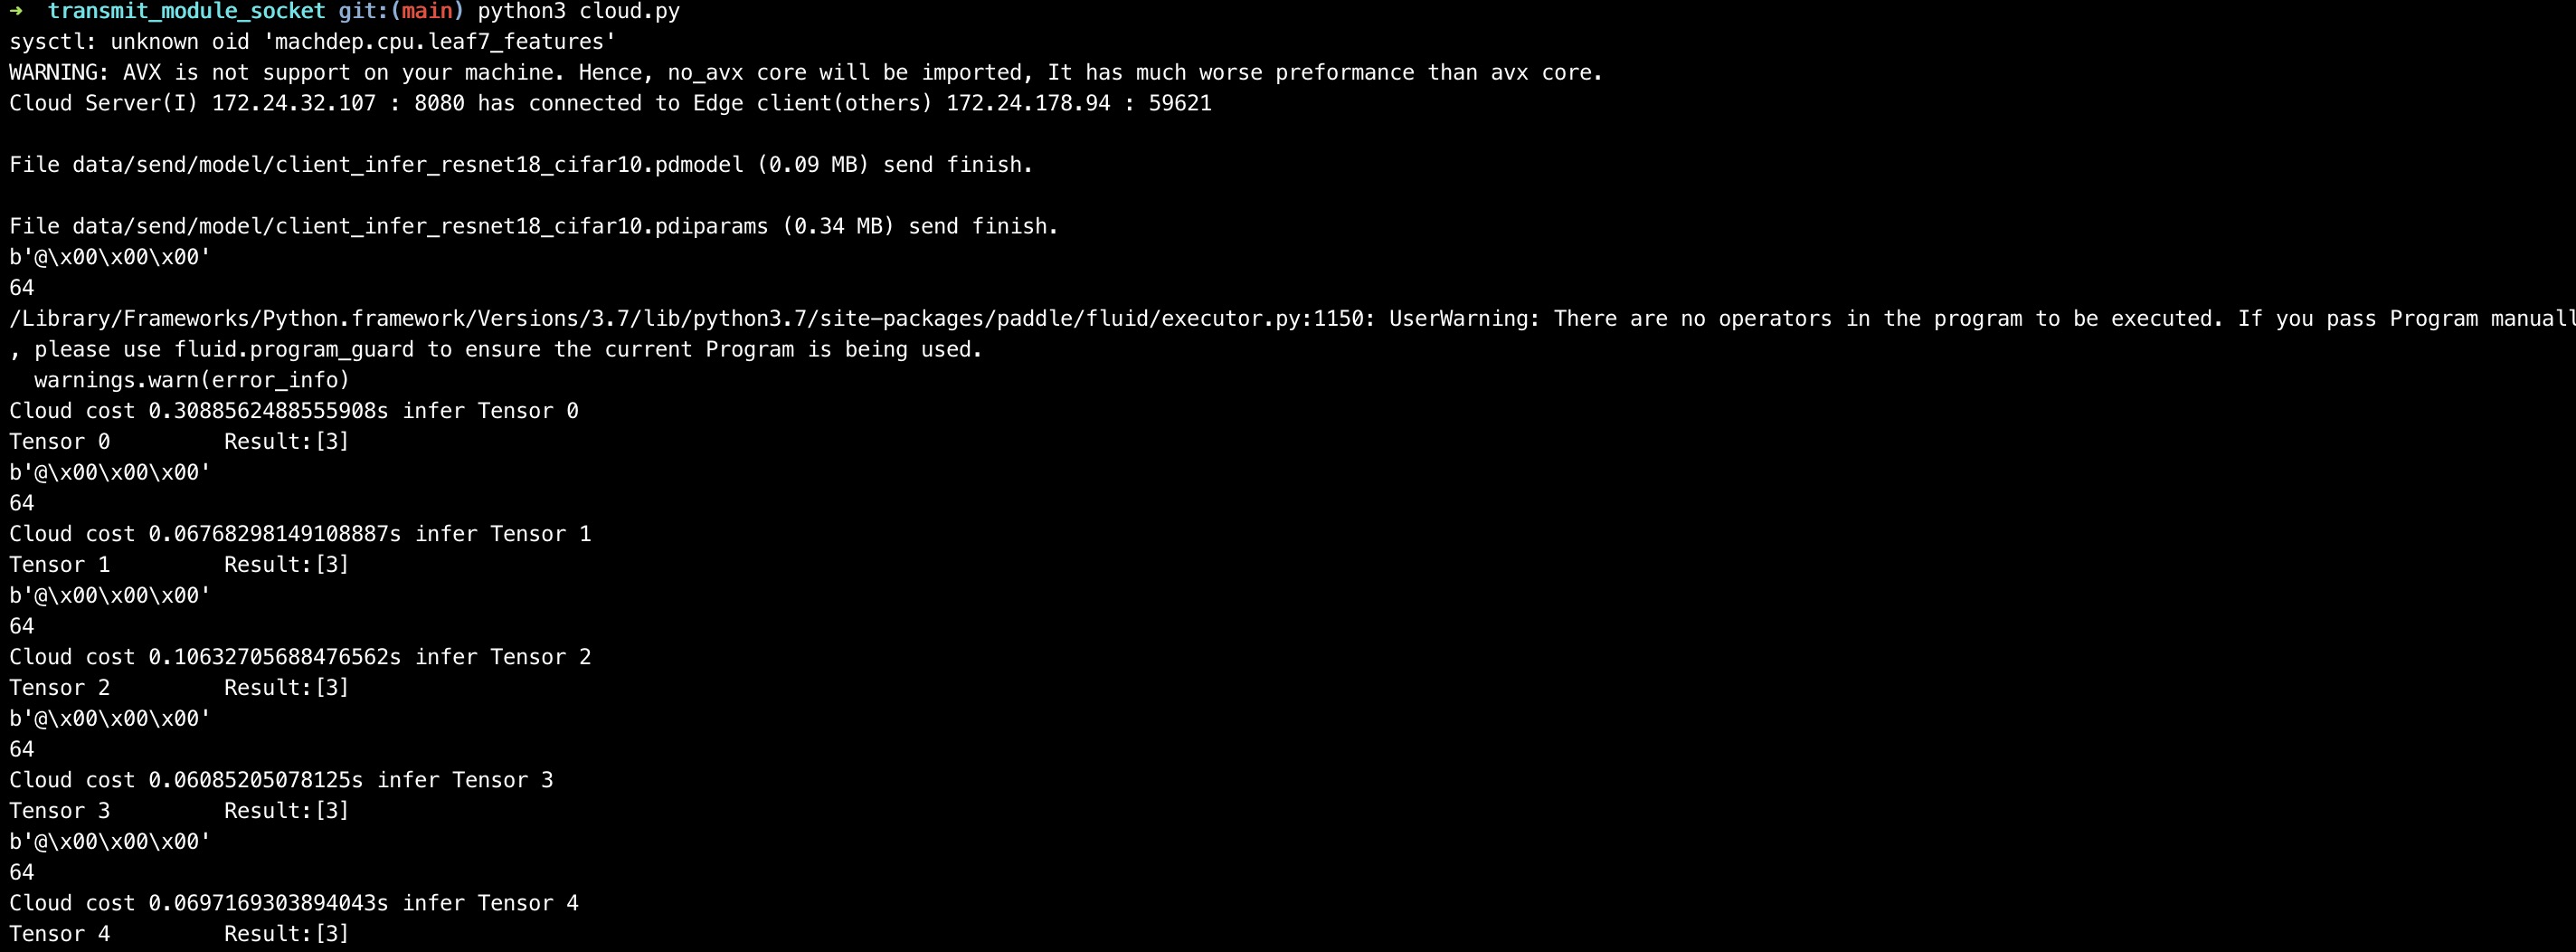 ➜  transmit_module_socket git:(main) python3 cloud.py
sysctl: unknown oid 'machdep.cpu.leaf7_features'
WARNING: AVX is not support on your machine. Hence, no_avx core will be imported, It has much worse preformance than avx core.
Cloud Server(I) 172.24.32.107 : 8080 has connected to Edge client(others) 172.24.178.94 : 59621
File data/send/model/client_infer_resnet18_cifar10.pdmodel (0.09 MB) send finish.
File data/send/model/client_infer_resnet18_cifar10.pdiparams (0.34 MB) send finish.
b'@\x00\x00\x00'
64
/Library/Frameworks/Python.framework/Versions/3.7/lib/python3.7/site-packages/paddle/fluid/executor.py:1150: UserWarning: There are no operators in the program to be executed. If you pass Program manuall
, please use fluid.program_guard to ensure the current Program is being used.
  warnings.warn(error_info)
Cloud cost 0.3088562488555908s infer Tensor 0
Tensor 0         Result:[3]
b'@\x00\x00\x00'
64
Cloud cost 0.06768298149108887s infer Tensor 1
Tensor 1         Result:[3]
b'@\x00\x00\x00'
64
Cloud cost 0.10632705688476562s infer Tensor 2
Tensor 2         Result:[3]
b'@\x00\x00\x00'
64
Cloud cost 0.06085205078125s infer Tensor 3
Tensor 3         Result:[3]
b'@\x00\x00\x00'
64
Cloud cost 0.0697169303894043s infer Tensor 4
Tensor 4         Result:[3]